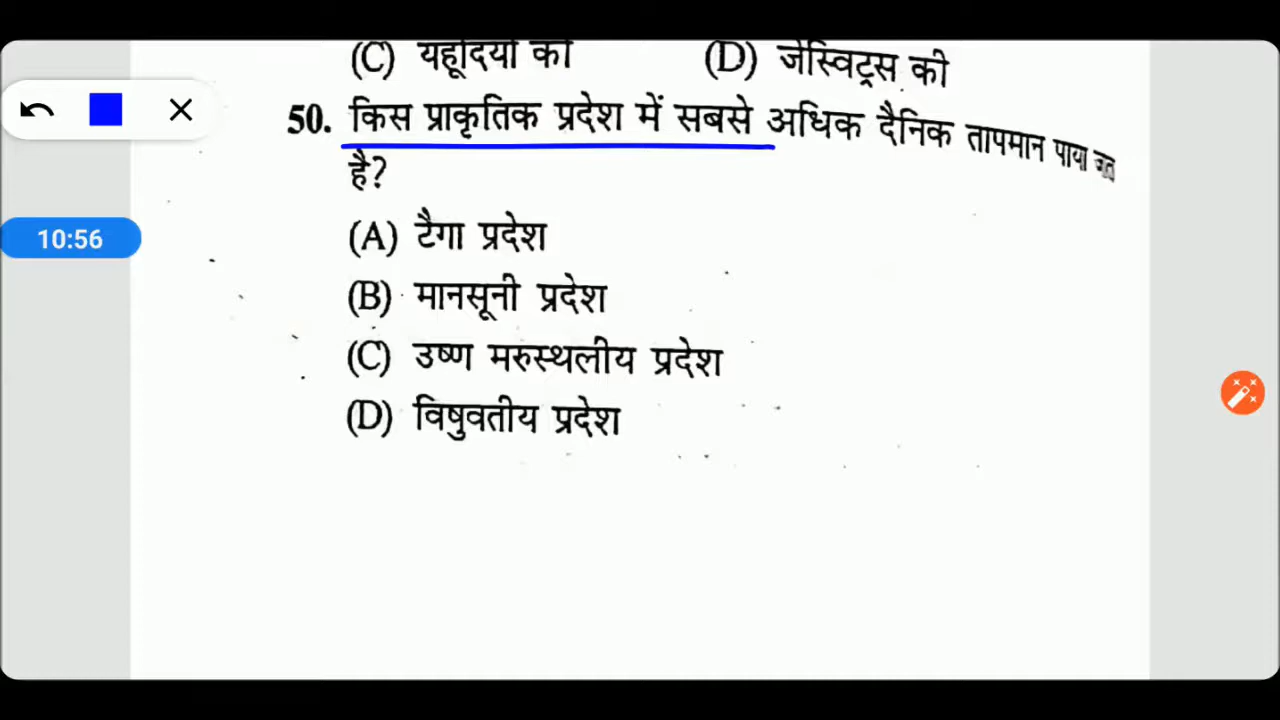 (C) यहूदियों की (D) जेस्विट्स की
50. किस प्राकृतिक प्रदेश में सबसे अधिक दैनिक तापमान पाया जाता
है?
10:56
(A) टैगा प्रदेश
(B) मानसूनी प्रदेश
(C) उष्ण मरुस्थलीय प्रदेश
(D) विषुवतीय प्रदेश